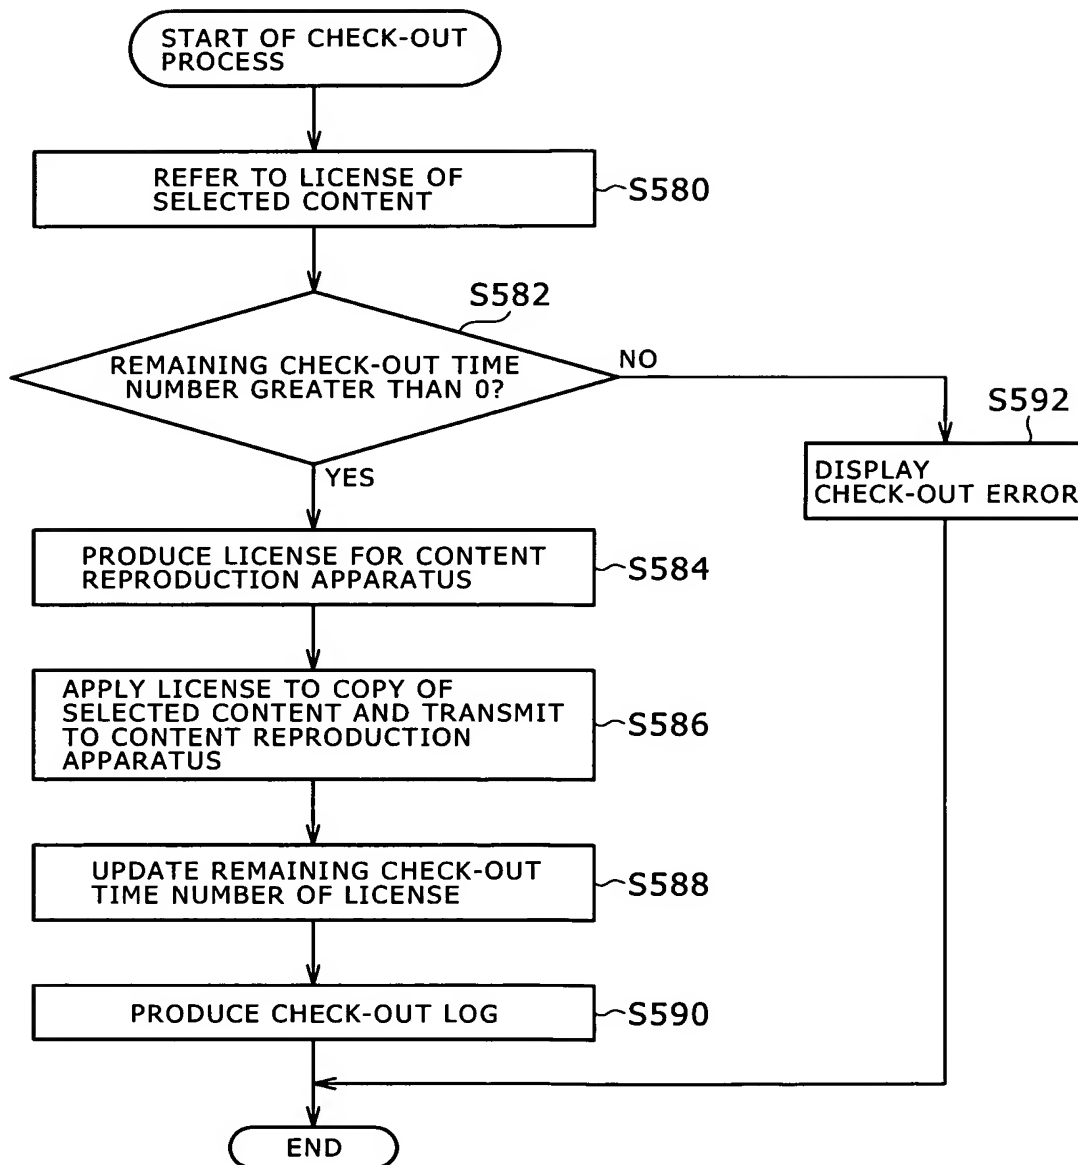 START OF CHECK-OUT
PROCESS
REFER TO LICENSE OF
SELECTED CONTENT
S580
S582
REMAINING CHECK-OUT TIME
NUMBER GREATER THAN 0?
NO
S592
DISPLAY
CHECK-OUT ERROR
YES
PRODUCE LICENSE FOR CONTENT
REPRODUCTION APPARATUS
S584
APPLY LICENSE TO COPY OF
SELECTED CONTENT AND TRANSMIT
TO CONTENT REPRODUCTION
APPARATUS
S586
UPDATE REMAINING CHECK-OUT
TIME NUMBER OF LICENSE
S588
PRODUCE CHECK-OUT LOG
S590
END